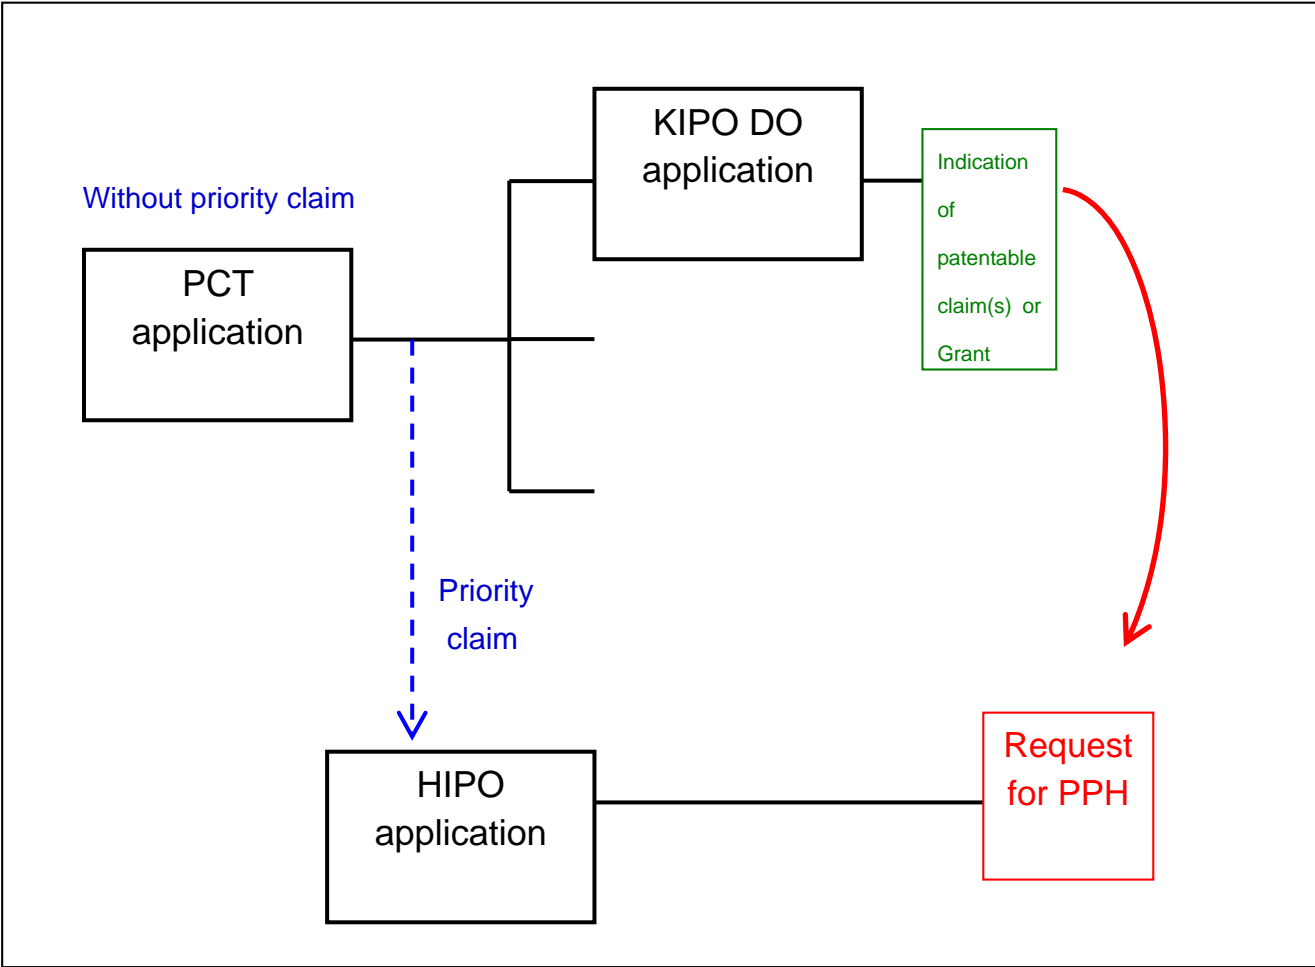 KIPO DO
application
Indication
of
patentable
claim(s) or
Grant
Without priority claim
PCT
application
Priority
claim
HIPO
application
Request
for PPH